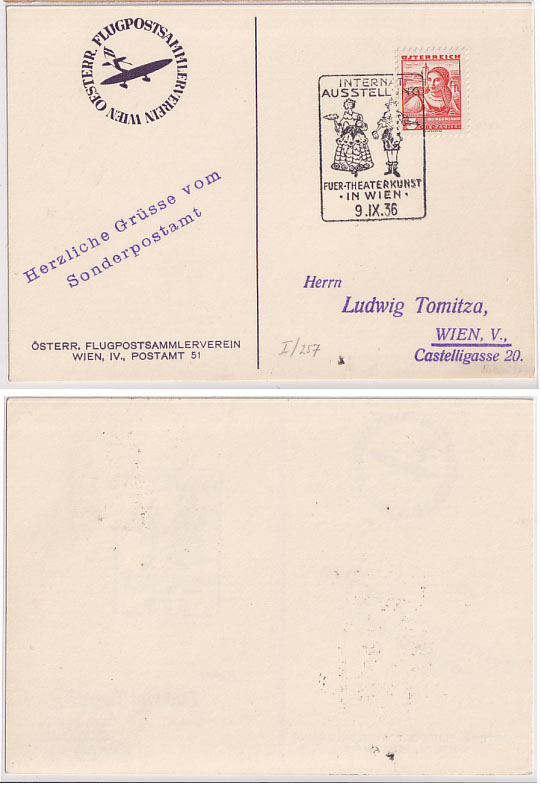 OESTERR. FLUGPOSTSAMMLERVEREIN WIEN
Herzliche Grüsse vom
Sonderpostamt
ÖSTERR. FLUGPOSTSAMMLERVEREIN
WIEN, IV., POSTAMT 51
ÖSTERREICH
INTERNAT
AUSSTELLUNG
FUER-THEATERKUNST
· IN WIEN ·
9.IX.36
Herrn
Ludwig Tomitza,
WIEN, V.,
Castelligasse 20.
I/257